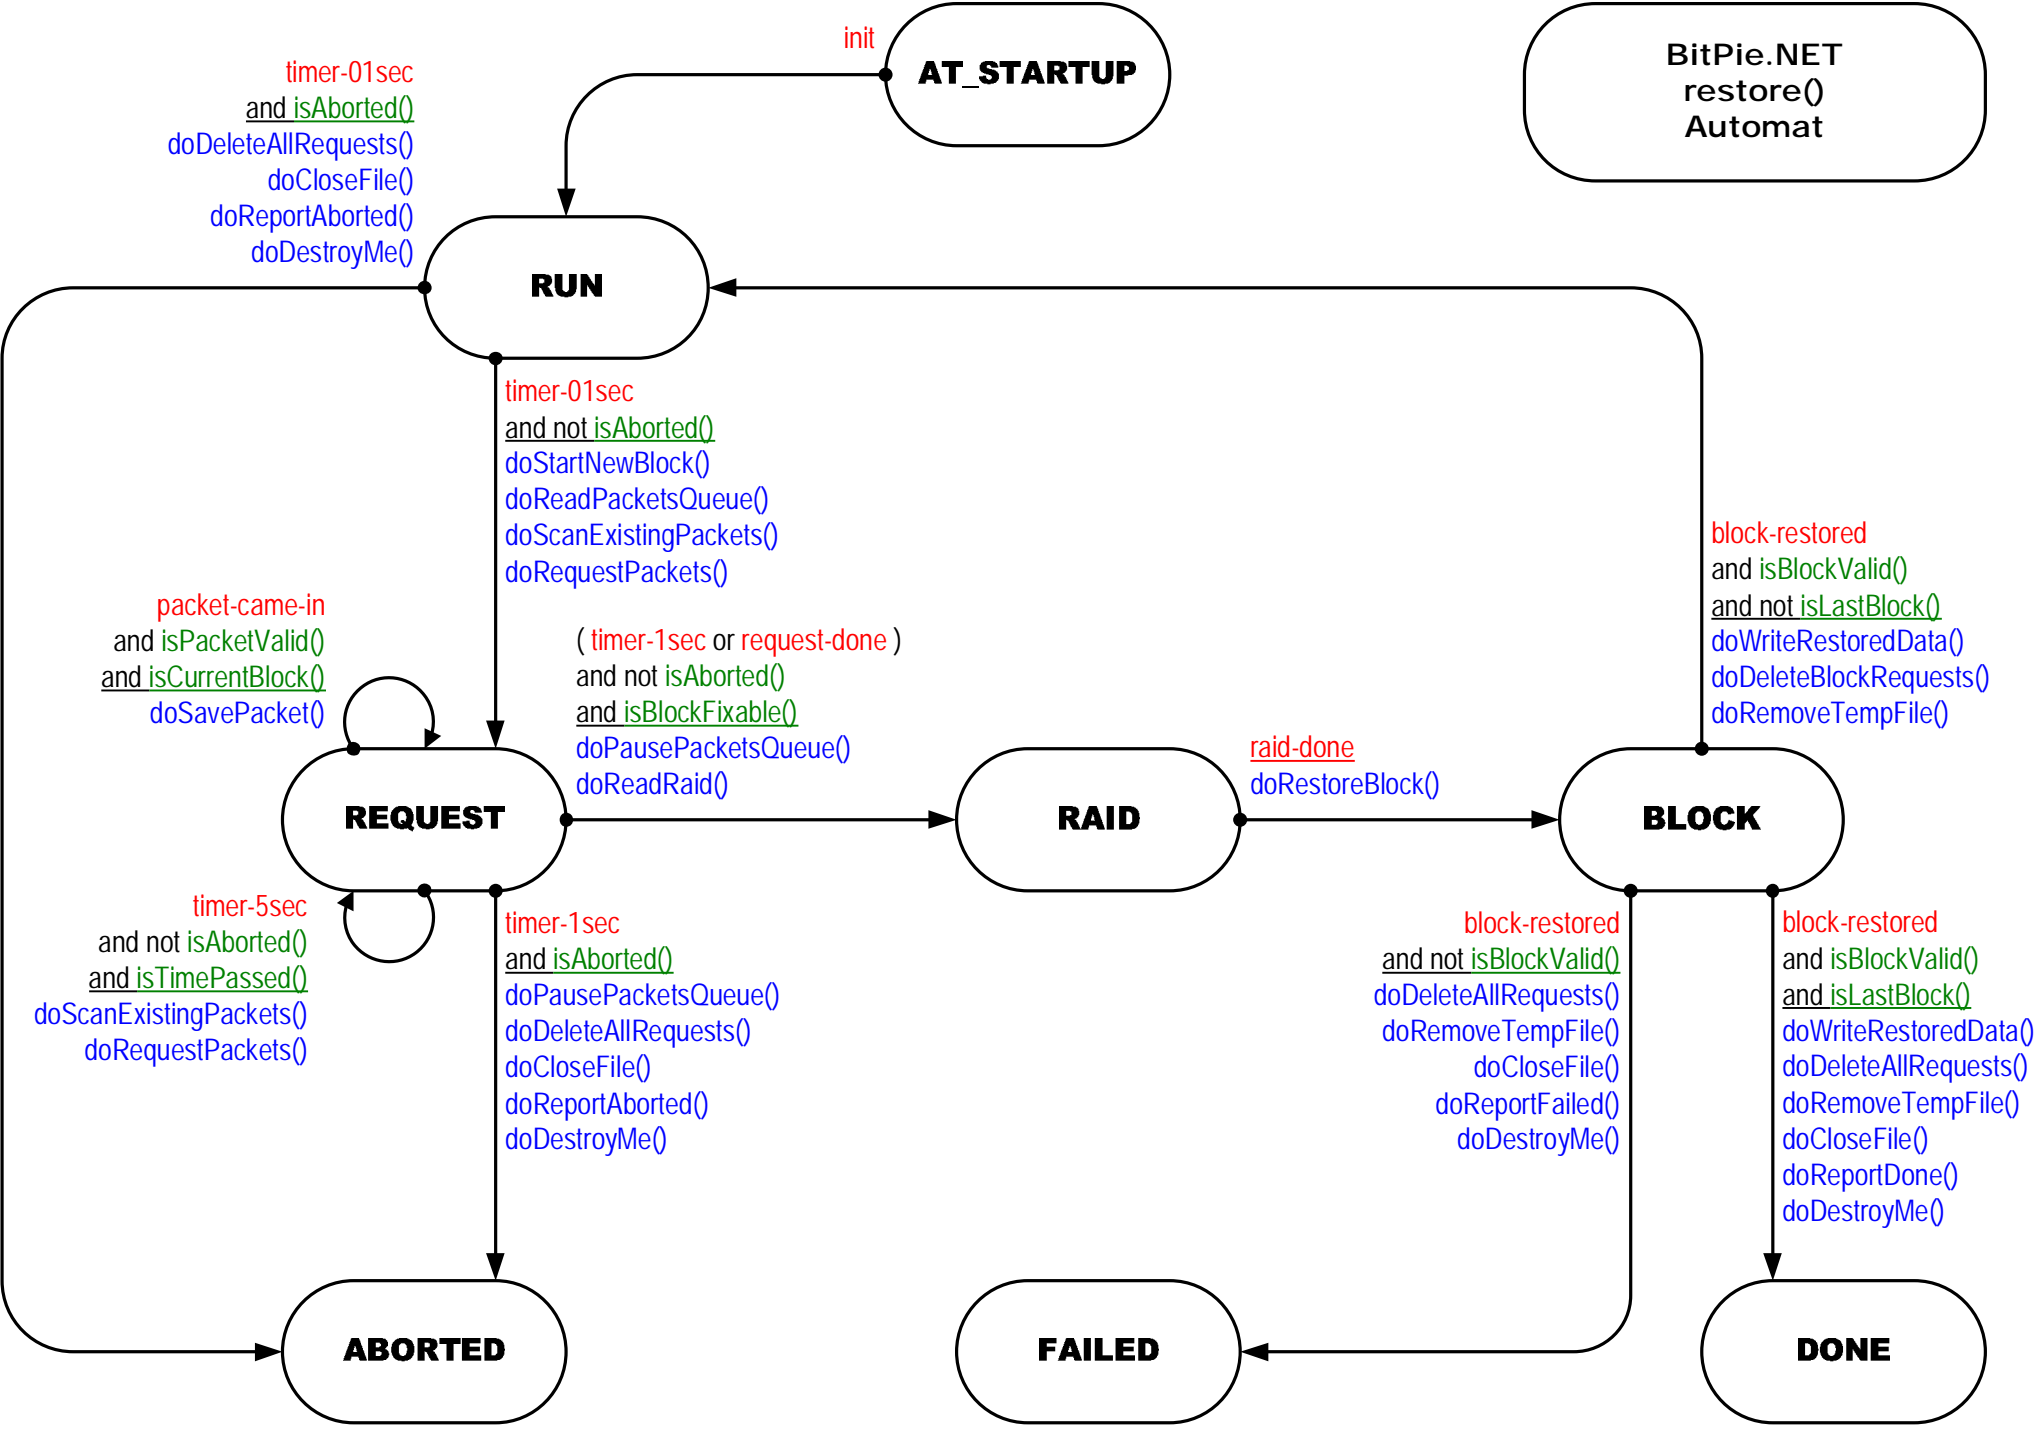 init
AT_STARTUP
BitPie.NET
restore()
Automat
timer-01sec
and isAborted()
doDeleteAllRequests()
doCloseFile()
doReportAborted()
doDestroyMe()
RUN
timer-01sec
and not isAborted()
doStartNewBlock()
doReadPacketsQueue()
doScanExistingPackets()
doRequestPackets()
block-restored
and isBlockValid()
and not isLastBlock()
doWriteRestoredData()
doDeleteBlockRequests()
doRemoveTempFile()
packet-came-in
and isPacketValid()
and isCurrentBlock()
doSavePacket()
( timer-1sec or request-done )
and not isAborted()
and isBlockFixable()
doPausePacketsQueue()
doReadRaid()
raid-done
doRestoreBlock()
REQUEST
RAID
BLOCK
timer-5sec
and not isAborted()
and isTimePassed()
doScanExistingPackets()
doRequestPackets()
timer-1sec
and isAborted()
doPausePacketsQueue()
doDeleteAllRequests()
doCloseFile()
doReportAborted()
doDestroyMe()
block-restored
and not isBlockValid()
doDeleteAllRequests()
doRemoveTempFile()
doCloseFile()
doReportFailed()
doDestroyMe()
block-restored
and isBlockValid()
and isLastBlock()
doWriteRestoredData()
doDeleteAllRequests()
doRemoveTempFile()
doCloseFile()
doReportDone()
doDestroyMe()
ABORTED
FAILED
DONE